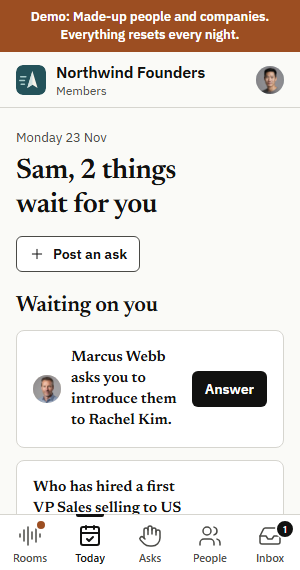 Demo: Made-up people and companies.
Everything resets every night.
Northwind Founders
Members
Monday 23 Nov
Sam, 2 things
wait for you
+ Post an ask
Waiting on you
Marcus Webb
asks you to
introduce them
to Rachel Kim.
Answer
Who has hired a first
VP Sales selling to US
1
Rooms
Today
Asks
People
Inbox